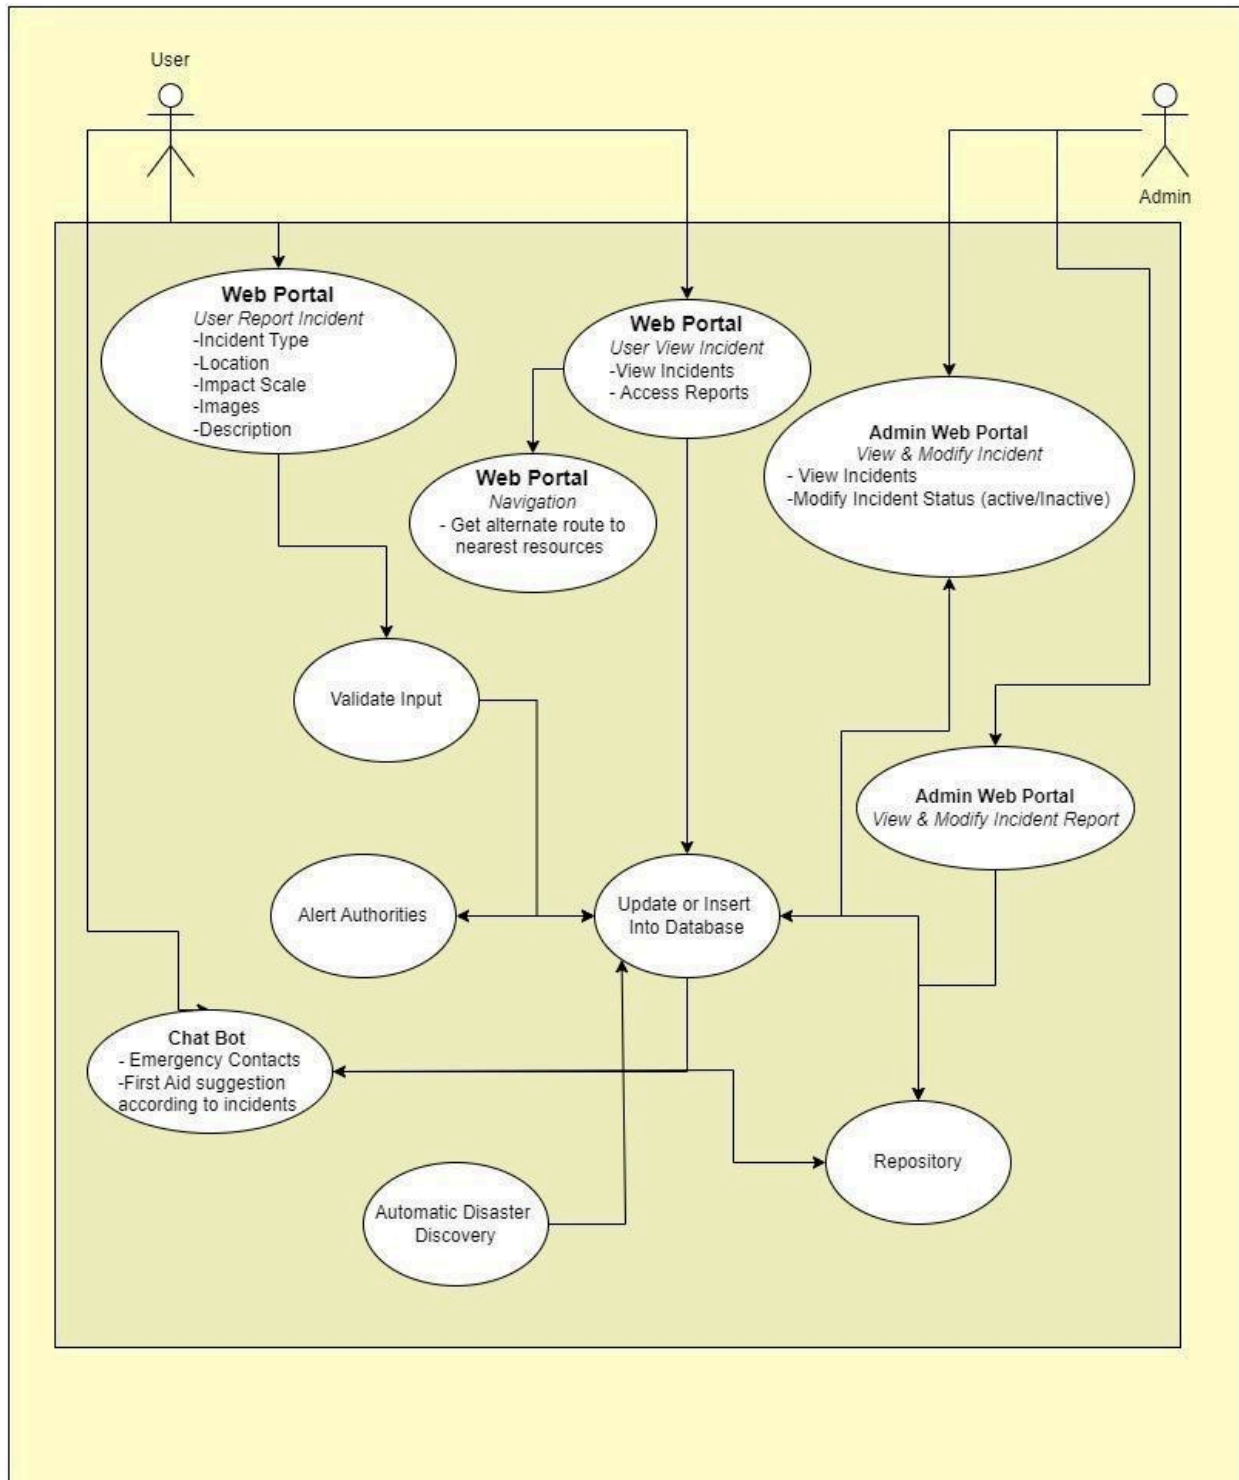 User
Admin
Web Portal
User Report Incident
-Incident Type
-Location
-Impact Scale
-Images
-Description
Web Portal
User View Incident
-View Incidents
- Access Reports
Web Portal
Navigation
- Get alternate route to
nearest resources
Admin Web Portal
View & Modify Incident
- View Incidents
-Modify Incident Status (active/Inactive)
Validate Input
Admin Web Portal
View & Modify Incident Report
Alert Authorities
Update or Insert
Into Database
Chat Bot
- Emergency Contacts
-First Aid suggestion
according to incidents
Repository
Automatic Disaster
Discovery